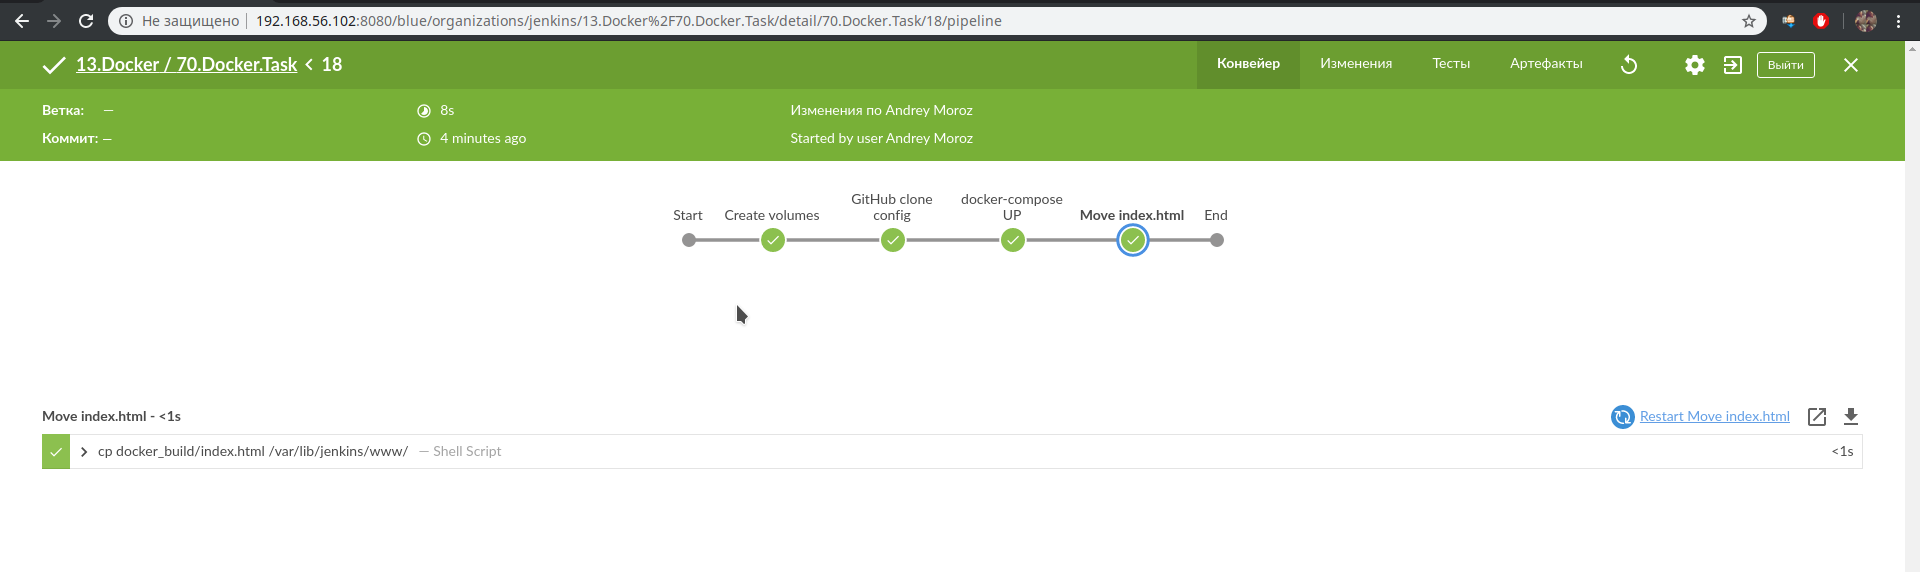 Не защищено 192.168.56.102:8080/blue/organizations/jenkins/13.Docker%2F70.Docker.Task/detail/70.Docker.Task/18/pipeline
13.Docker / 70.Docker.Task < 18 Конвейер Изменения Тесты Артефакты Выйти
Ветка: — 8s Изменения по Andrey Moroz
Коммит: — 4 minutes ago Started by user Andrey Moroz
Start Create volumes GitHub clone config docker-compose UP Move index.html End
Move index.html - <1s Restart Move index.html
cp docker_build/index.html /var/lib/jenkins/www/ — Shell Script <1s